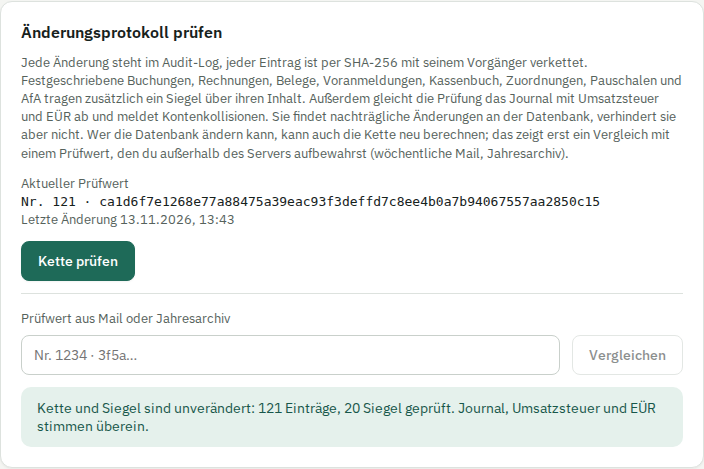 Änderungsprotokoll prüfen
Jede Änderung steht im Audit-Log, jeder Eintrag ist per SHA-256 mit seinem Vorgänger verkettet.
Festgeschriebene Buchungen, Rechnungen, Belege, Voranmeldungen, Kassenbuch, Zuordnungen, Pauschalen und
AfA tragen zusätzlich ein Siegel über ihren Inhalt. Außerdem gleicht die Prüfung das Journal mit Umsatzsteuer
und EÜR ab und meldet Kontenkollisionen. Sie findet nachträgliche Änderungen an der Datenbank, verhindert sie
aber nicht. Wer die Datenbank ändern kann, kann auch die Kette neu berechnen; das zeigt erst ein Vergleich mit
einem Prüfwert, den du außerhalb des Servers aufbewahrst (wöchentliche Mail, Jahresarchiv).
Aktueller Prüfwert
Nr. 121 · ca1d6f7e1268e77a88475a39eac93f3deffd7c8ee4b0a7b94067557aa2850c15
Letzte Änderung 13.11.2026, 13:43
Kette prüfen
Prüfwert aus Mail oder Jahresarchiv
Nr. 1234 · 3f5a…
Vergleichen
Kette und Siegel sind unverändert: 121 Einträge, 20 Siegel geprüft. Journal, Umsatzsteuer und EÜR
stimmen überein.